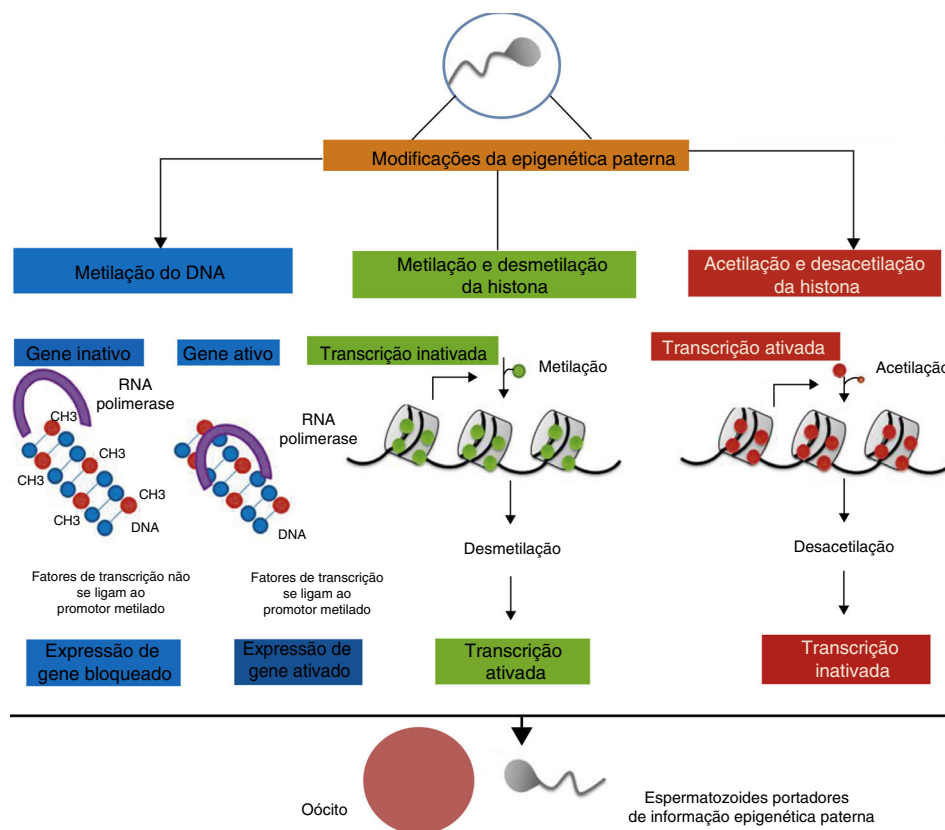 Modificações da epigenética paterna
Metilação do DNA
Metilação e desmetilação
da histona
Acetilação e desacetilação
da histona
Gene inativo
Gene ativo
Transcrição inativada
Transcrição ativada
RNA
polimerase
CH3
CH3
CH3
CH3
CH3
DNA
RNA
polimerase
DNA
Metilação
Acetilação
Desmetilação
Desacetilação
Fatores de transcrição não
se ligam ao
promotor metilado
Fatores de transcrição
se ligam ao
promotor metilado
Expressão de
gene bloqueado
Expressão de
gene ativado
Transcrição
ativada
Transcrição
inativada
Oócito
Espermatozoides portadores
de informação epigenética paterna